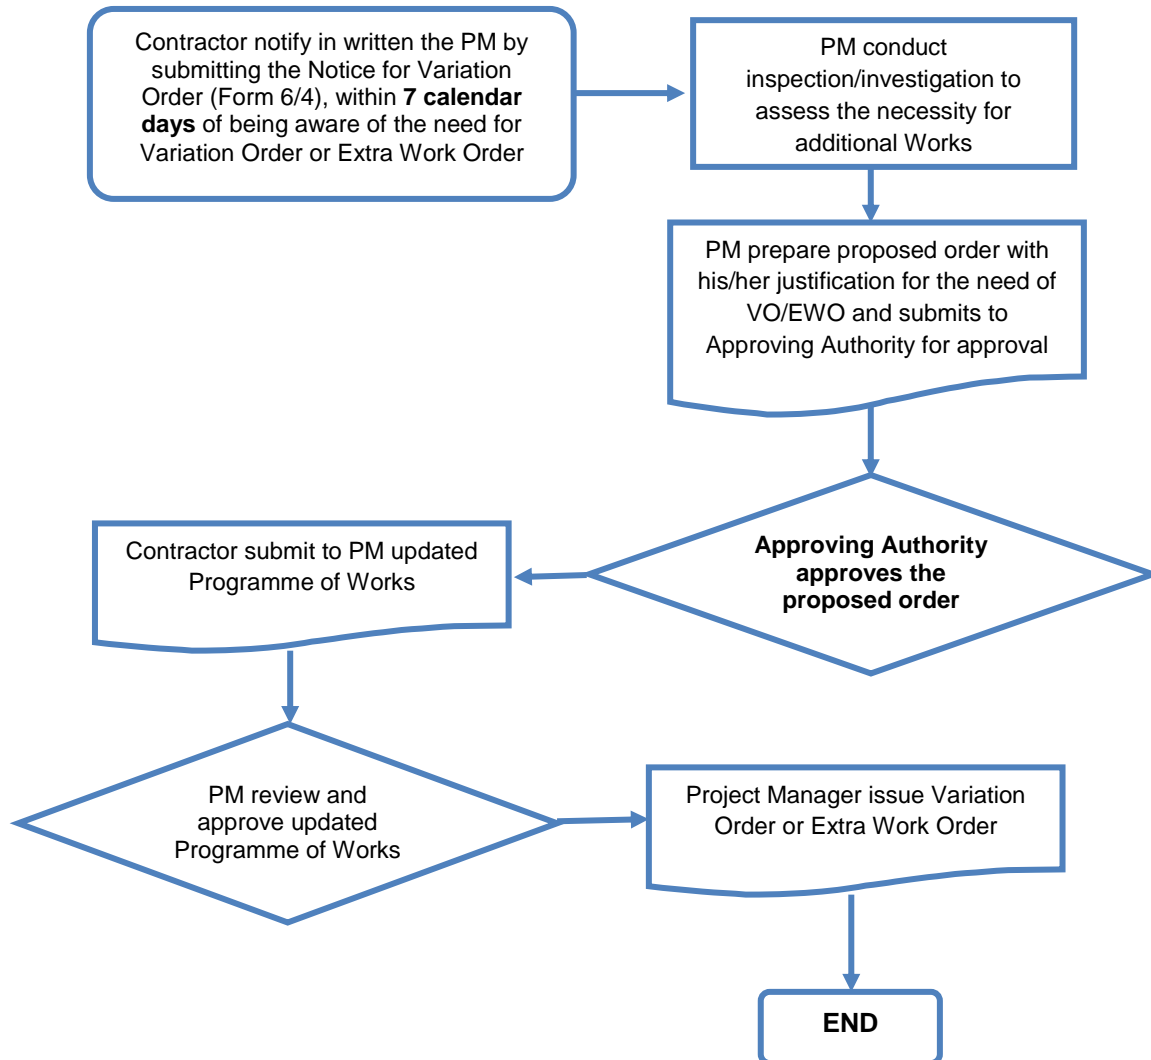 Contractor notify in written the PM by
submitting the Notice for Variation
Order (Form 6/4), within 7 calendar
days of being aware of the need for
Variation Order or Extra Work Order
PM conduct
inspection/investigation to
assess the necessity for
additional Works
PM prepare proposed order with
his/her justification for the need of
VO/EWO and submits to
Approving Authority for approval
Approving Authority
approves the
proposed order
Contractor submit to PM updated
Programme of Works
PM review and
approve updated
Programme of Works
Project Manager issue Variation
Order or Extra Work Order
END